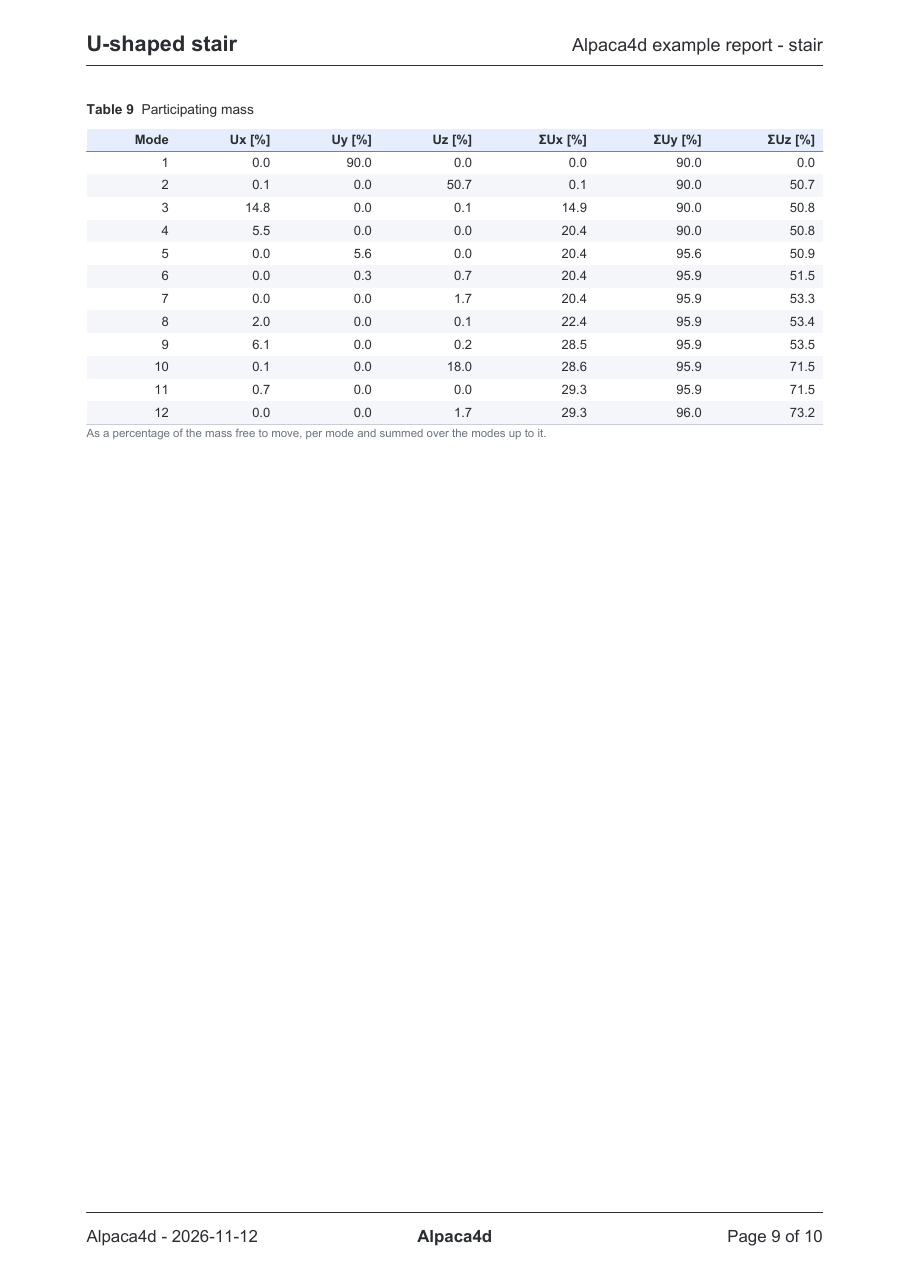 U-shaped stair Alpaca4d example report - stair
Table 9 Participating mass
Mode Ux [%] Uy [%] Uz [%] ΣUx [%] ΣUy [%] ΣUz [%]
1 0.0 90.0 0.0 0.0 90.0 0.0
2 0.1 0.0 50.7 0.1 90.0 50.7
3 14.8 0.0 0.1 14.9 90.0 50.8
4 5.5 0.0 0.0 20.4 90.0 50.8
5 0.0 5.6 0.0 20.4 95.6 50.9
6 0.0 0.3 0.7 20.4 95.9 51.5
7 0.0 0.0 1.7 20.4 95.9 53.3
8 2.0 0.0 0.1 22.4 95.9 53.4
9 6.1 0.0 0.2 28.5 95.9 53.5
10 0.1 0.0 18.0 28.6 95.9 71.5
11 0.7 0.0 0.0 29.3 95.9 71.5
12 0.0 0.0 1.7 29.3 96.0 73.2
As a percentage of the mass free to move, per mode and summed over the modes up to it.
Alpaca4d - 2026-11-12 Alpaca4d Page 9 of 10